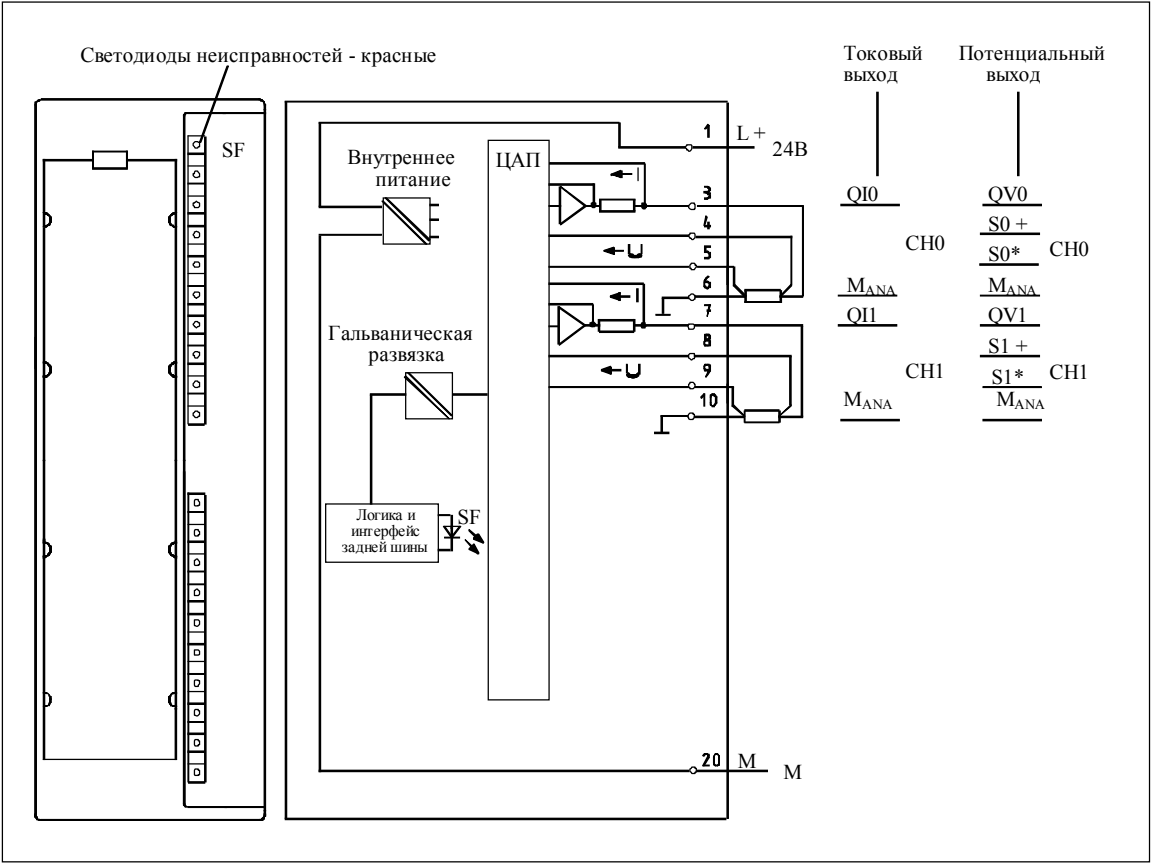 Светодиоды неисправностей - красные
SF
Внутреннее
питание
ЦАП
Гальваническая
развязка
Логика и
интерфейс
задней шины
SF
I
U
I
U
1
L +
24В
3
4
5
6
7
8
9
10
20
M
M
Токовый
выход
QI0
CH0
MANA
QI1
CH1
MANA
Потенциальный
выход
QV0
S0 +
S0*
CH0
MANA
QV1
S1 +
S1*
CH1
MANA